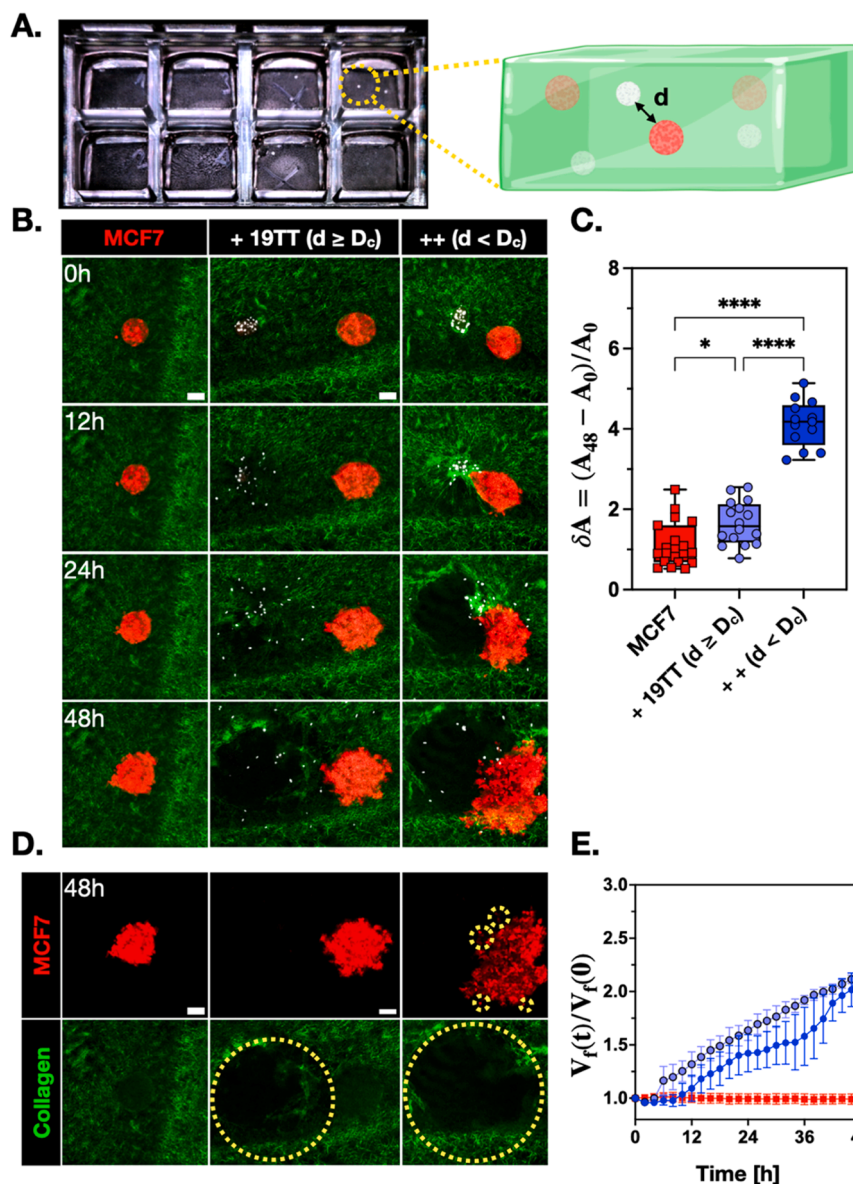 A.
d
B.
MCF7
+ 19TT (d ≥ Dc)
++ (d < Dc)
0h
12h
24h
48h
C.
δA = (A48 − A0)/A0
8
6
4
2
0
****
*
****
MCF7
+ 19TT (d ≥ Dc)
+ + (d < Dc)
D.
MCF7
48h
Collagen
E.
Vf(t)/Vf(0)
3.0
2.5
2.0
1.5
1.0
0
12
24
36
Time [h]